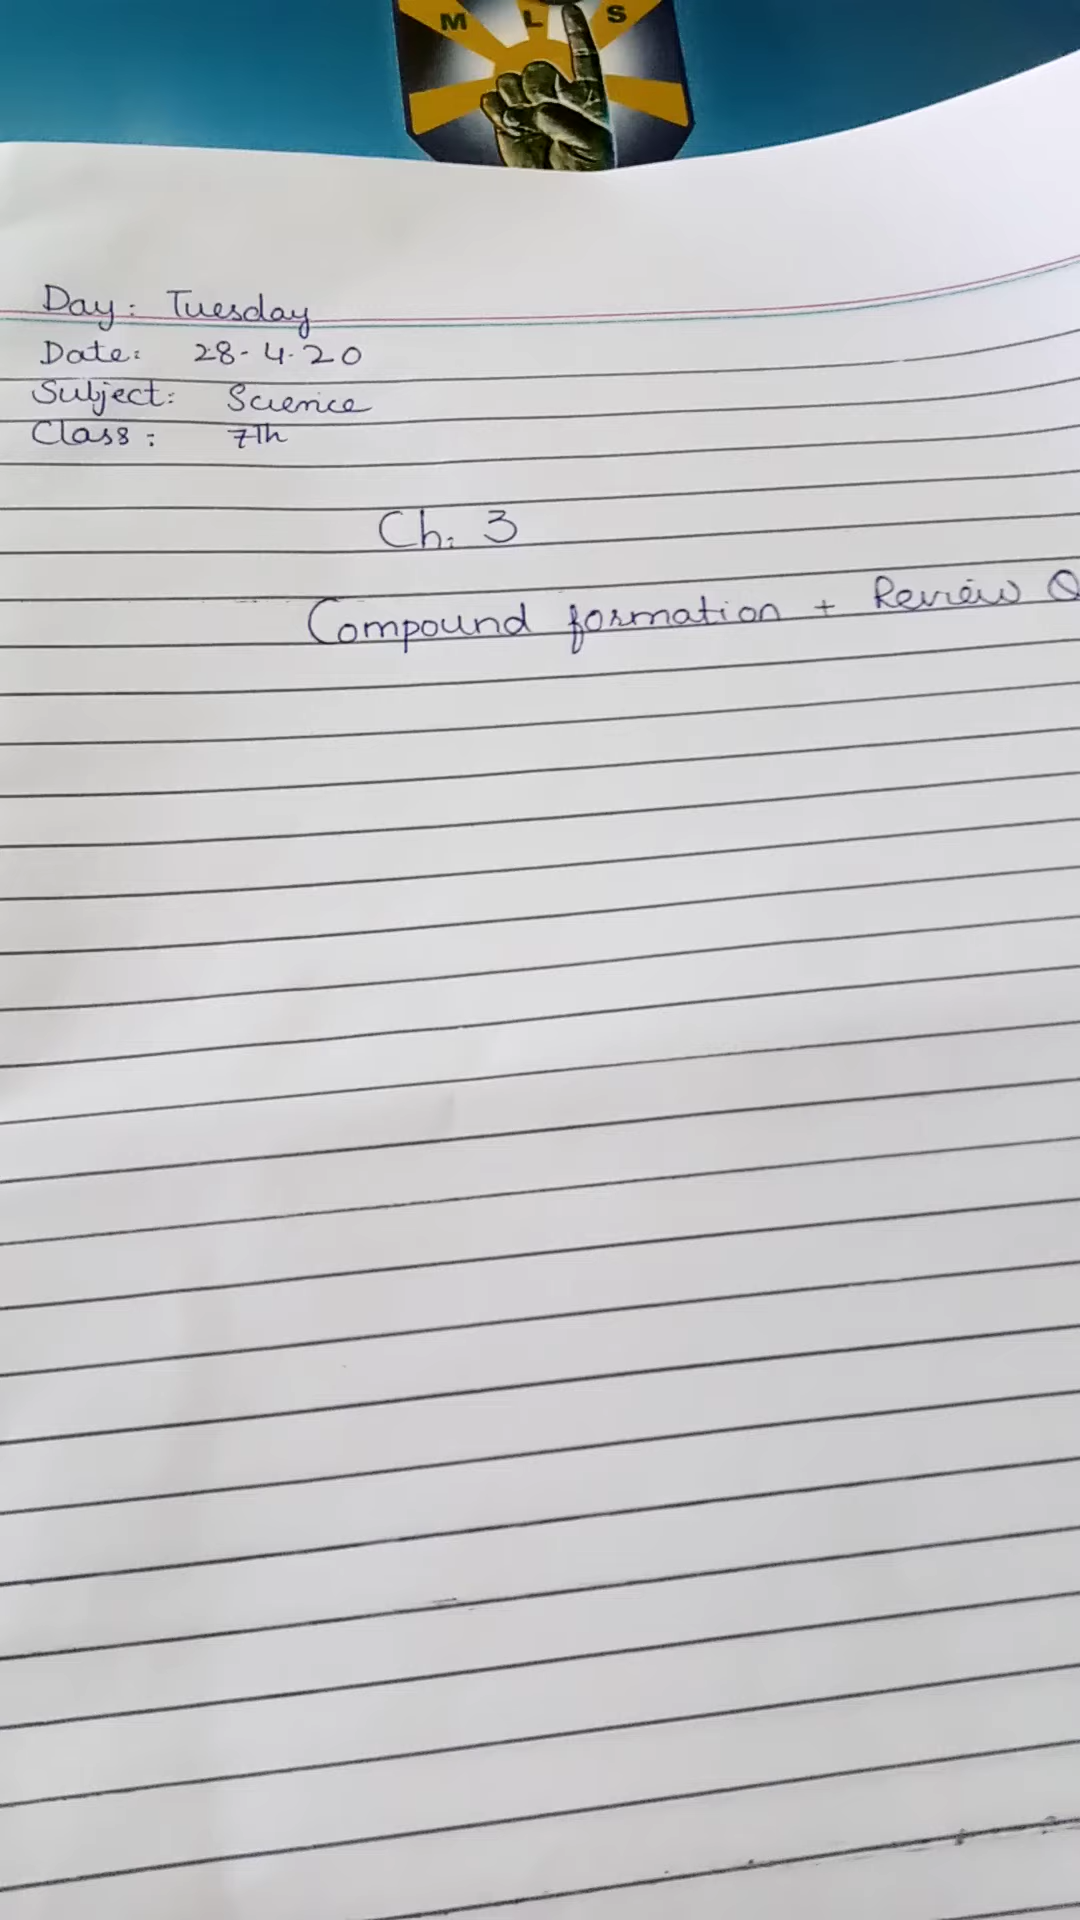 M L S
Day: Tuesday
Date: 28-4-20
Subject: Science
Class: 7Th
Ch. 3
Compound formation + Review Q